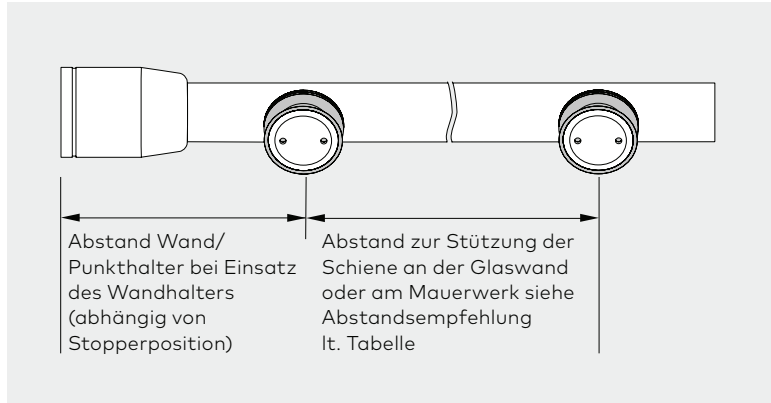 Abstand Wand/
Punkthalter bei Einsatz
des Wandhalters
(abhängig von
Stopperposition)
Abstand zur Stützung der
Schiene an der Glaswand
oder am Mauerwerk siehe
Abstandsempfehlung
lt. Tabelle